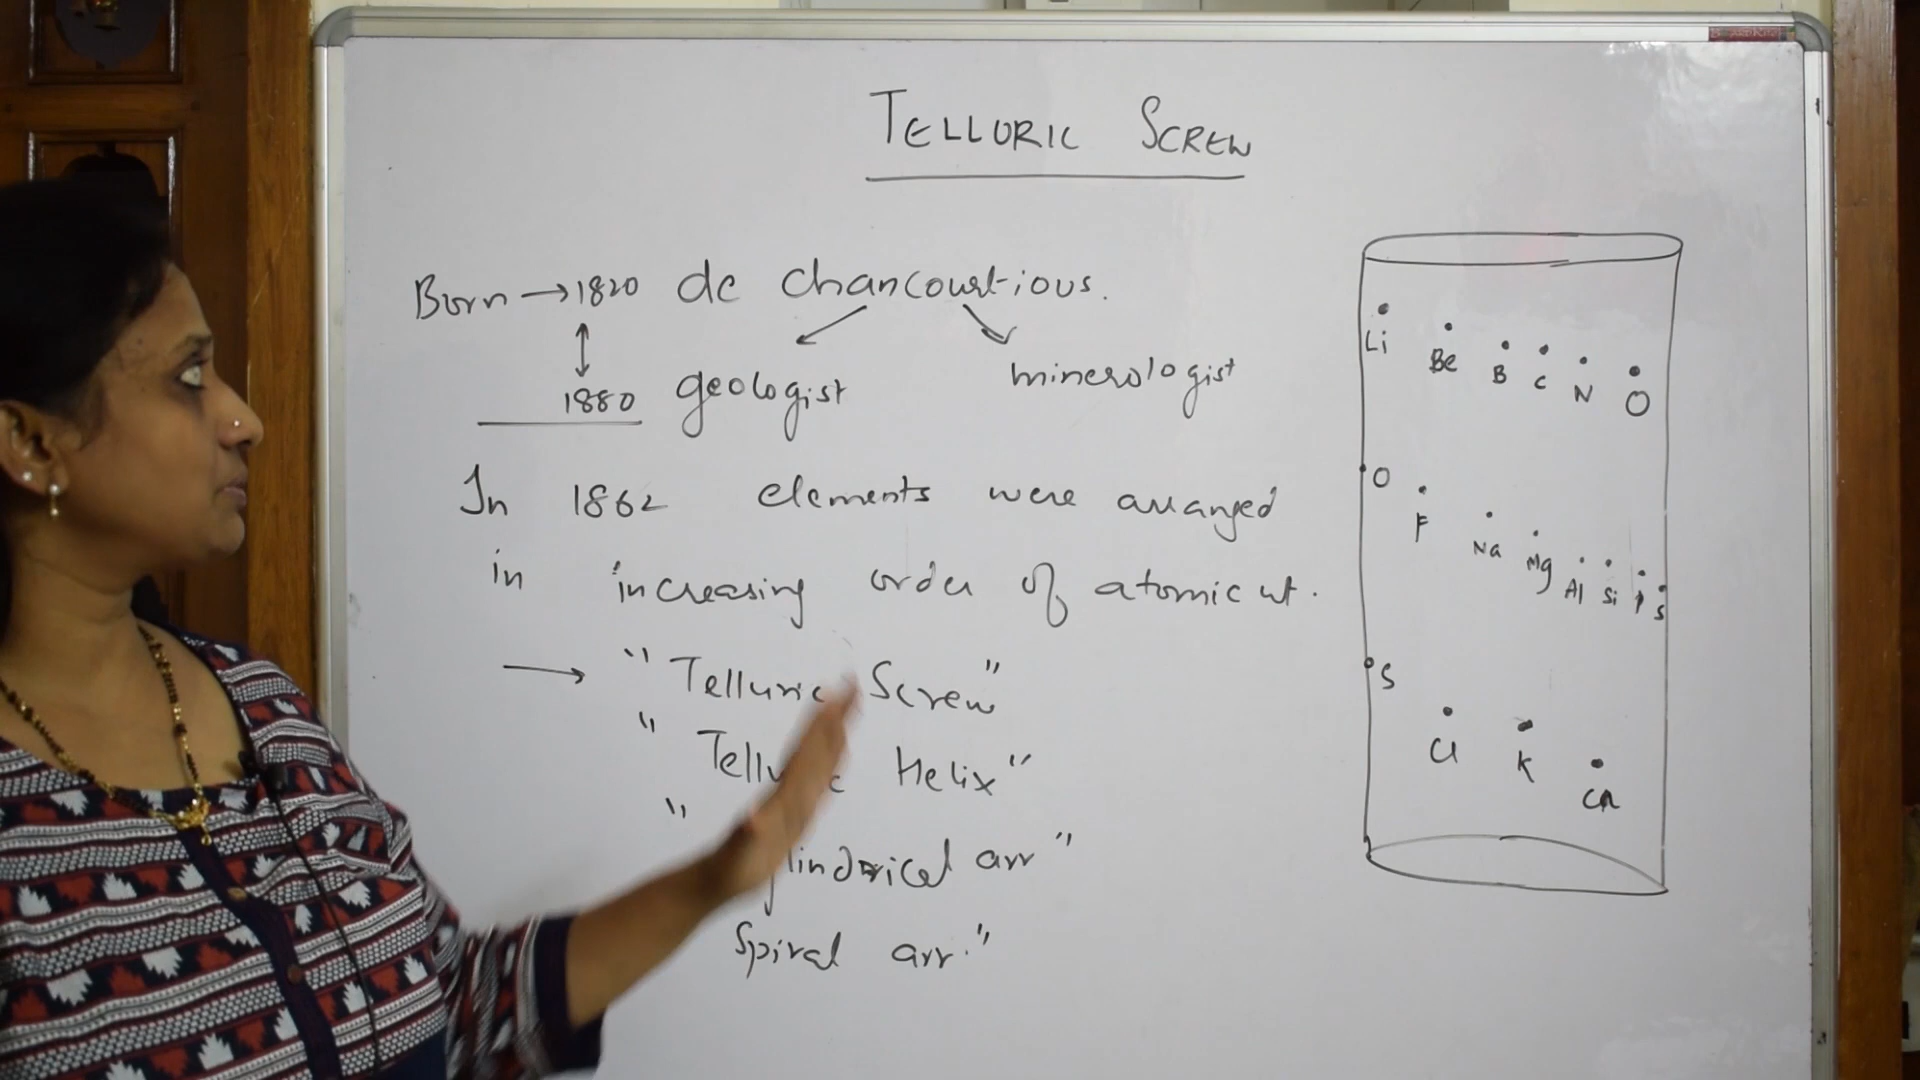 TELLURIC SCREW
Born → 1820 de chancourtious.
1880 geologist minerologist
In 1862 elements were arranged
in increasing order of atomic wt.
→ "Telluric Screw"
" Helix"
arr"
Spiral arr."
Li Be B C N O
O F Na Mg Al Si P S
S Cl K Ca